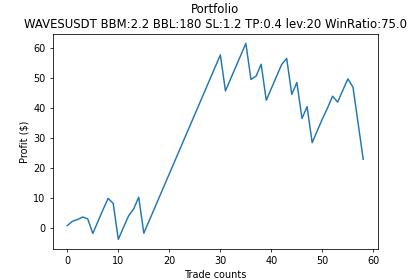 Portfolio
WAVESUSDT BBM:2.2 BBL:180 SL:1.2 TP:0.4 lev:20 WinRatio:75.0
60
50
40
30
20
10
0
Profit ($)
0 10 20 30 40 50 60
Trade counts